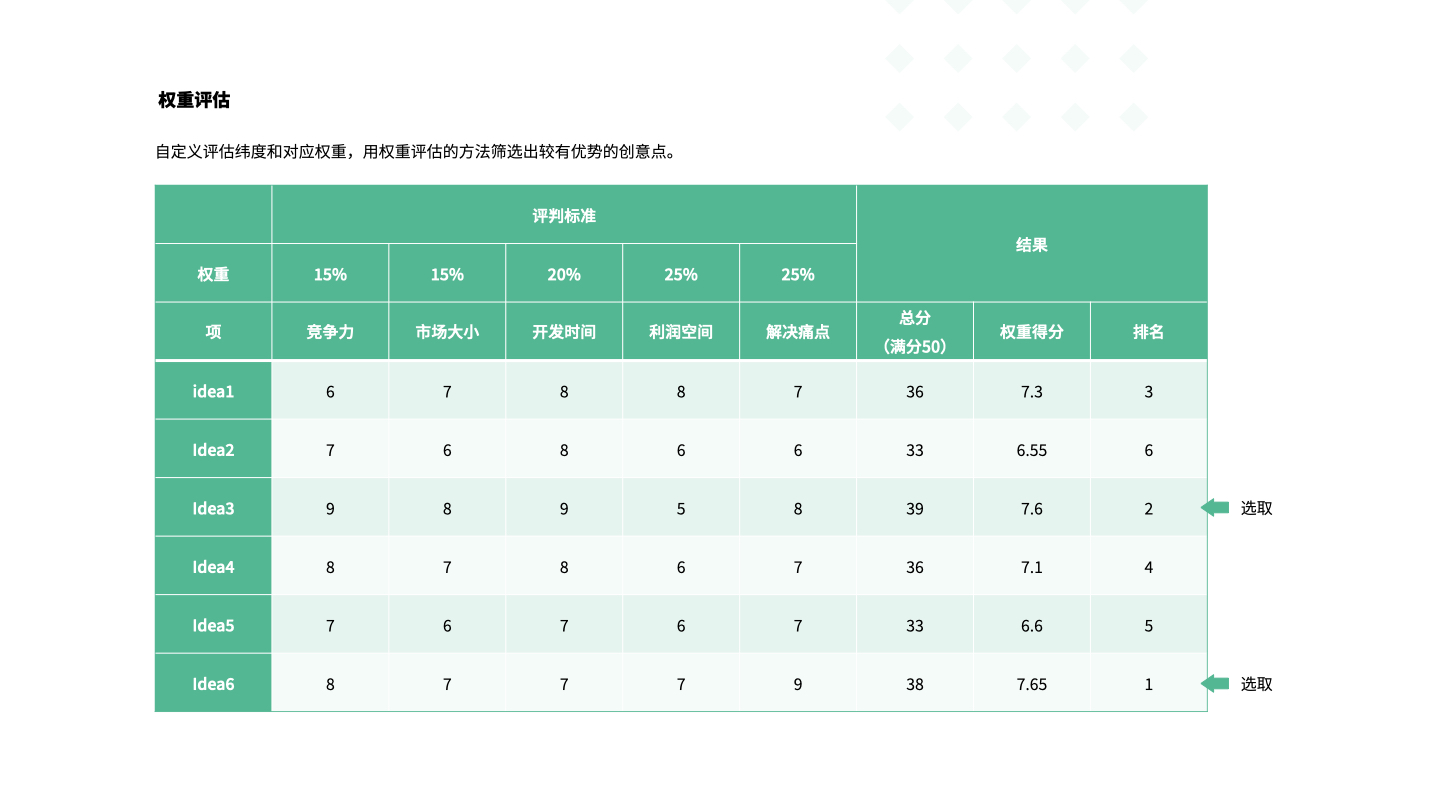 权重评估
自定义评估纬度和对应权重，用权重评估的方法筛选出较有优势的创意点。
评判标准 结果
权重 15% 15% 20% 25% 25%
项 竞争力 市场大小 开发时间 利润空间 解决痛点 总分 权重得分 排名
（满分50）
idea1 6 7 8 8 7 36 7.3 3
Idea2 7 6 8 6 6 33 6.55 6
Idea3 9 8 9 5 8 39 7.6 2 选取
Idea4 8 7 8 6 7 36 7.1 4
Idea5 7 6 7 6 7 33 6.6 5
Idea6 8 7 7 7 9 38 7.65 1 选取